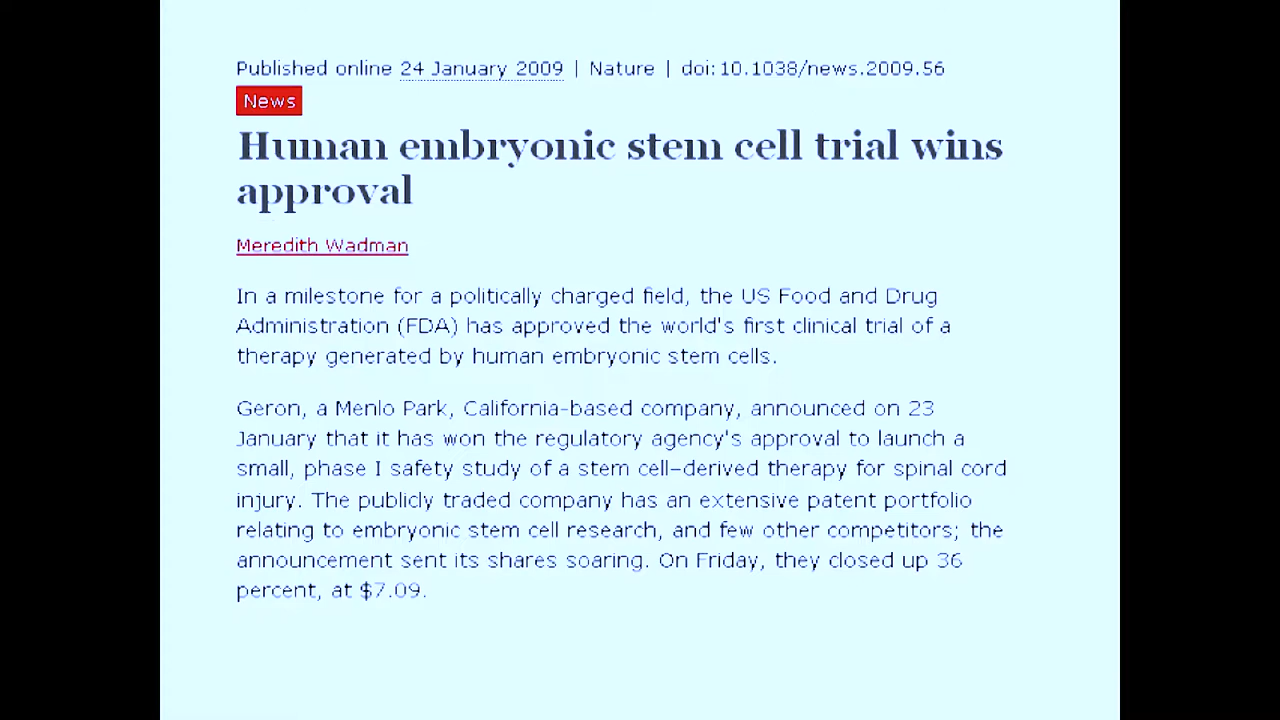 Published online 24 January 2009 | Nature | doi:10.1038/news.2009.56
News
Human embryonic stem cell trial wins
approval
Meredith Wadman
In a milestone for a politically charged field, the US Food and Drug
Administration (FDA) has approved the world's first clinical trial of a
therapy generated by human embryonic stem cells.
Geron, a Menlo Park, California-based company, announced on 23
January that it has won the regulatory agency's approval to launch a
small, phase I safety study of a stem cell–derived therapy for spinal cord
injury. The publicly traded company has an extensive patent portfolio
relating to embryonic stem cell research, and few other competitors; the
announcement sent its shares soaring. On Friday, they closed up 36
percent, at $7.09.